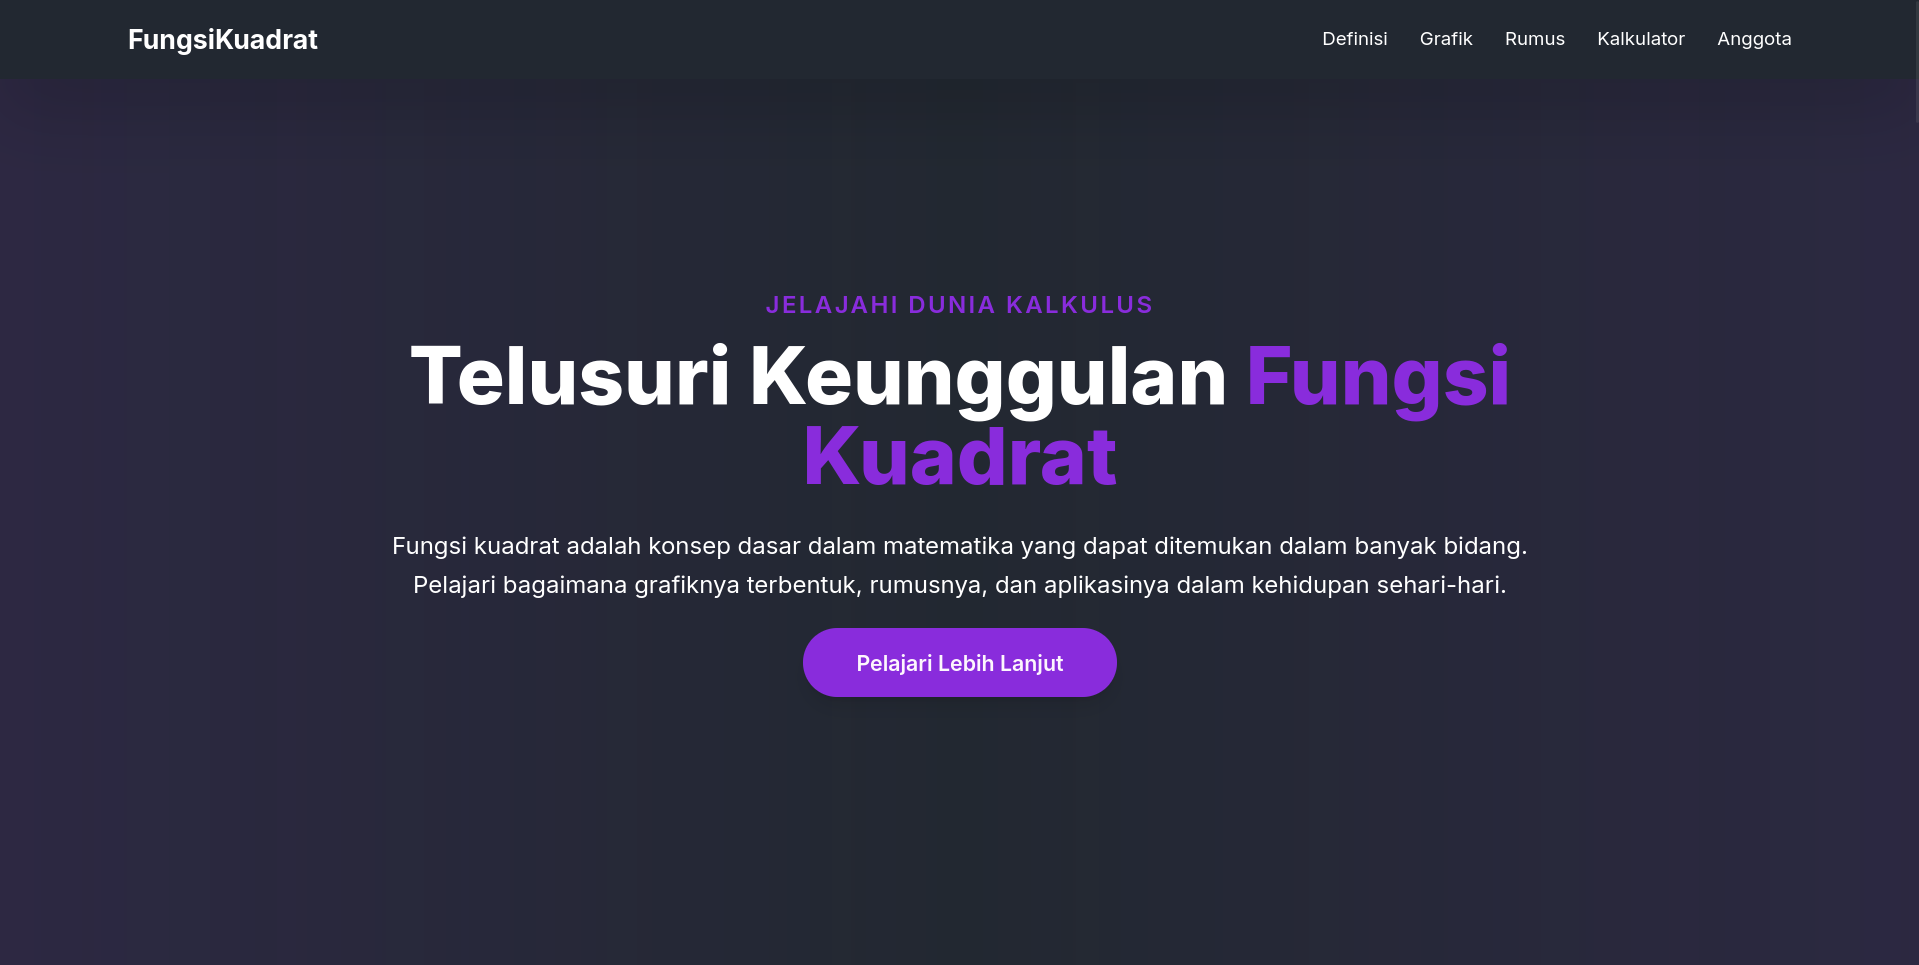 FungsiKuadrat
Definisi Grafik Rumus Kalkulator Anggota
JELAJAHI DUNIA KALKULUS
Telusuri Keunggulan Fungsi
Kuadrat
Fungsi kuadrat adalah konsep dasar dalam matematika yang dapat ditemukan dalam banyak bidang.
Pelajari bagaimana grafiknya terbentuk, rumusnya, dan aplikasinya dalam kehidupan sehari-hari.
Pelajari Lebih Lanjut